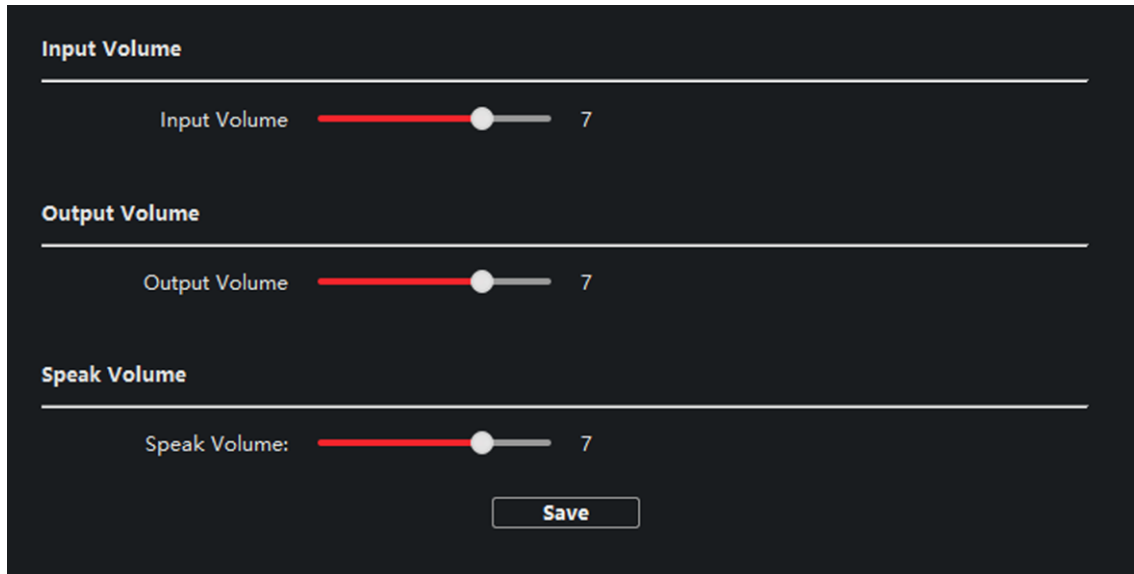 Input Volume
Input Volume 7
Output Volume
Output Volume 7
Speak Volume
Speak Volume: 7
Save